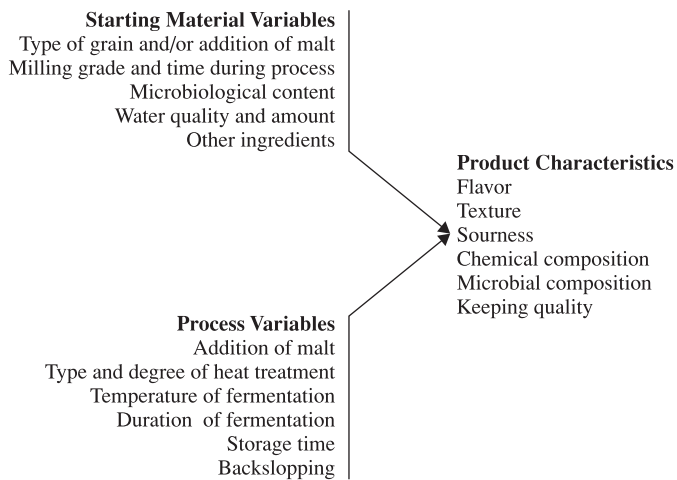 Starting Material Variables
Type of grain and/or addition of malt
Milling grade and time during process
Microbiological content
Water quality and amount
Other ingredients
Product Characteristics
Flavor
Texture
Sourness
Chemical composition
Microbial composition
Keeping quality
Process Variables
Addition of malt
Type and degree of heat treatment
Temperature of fermentation
Duration of fermentation
Storage time
Backslopping